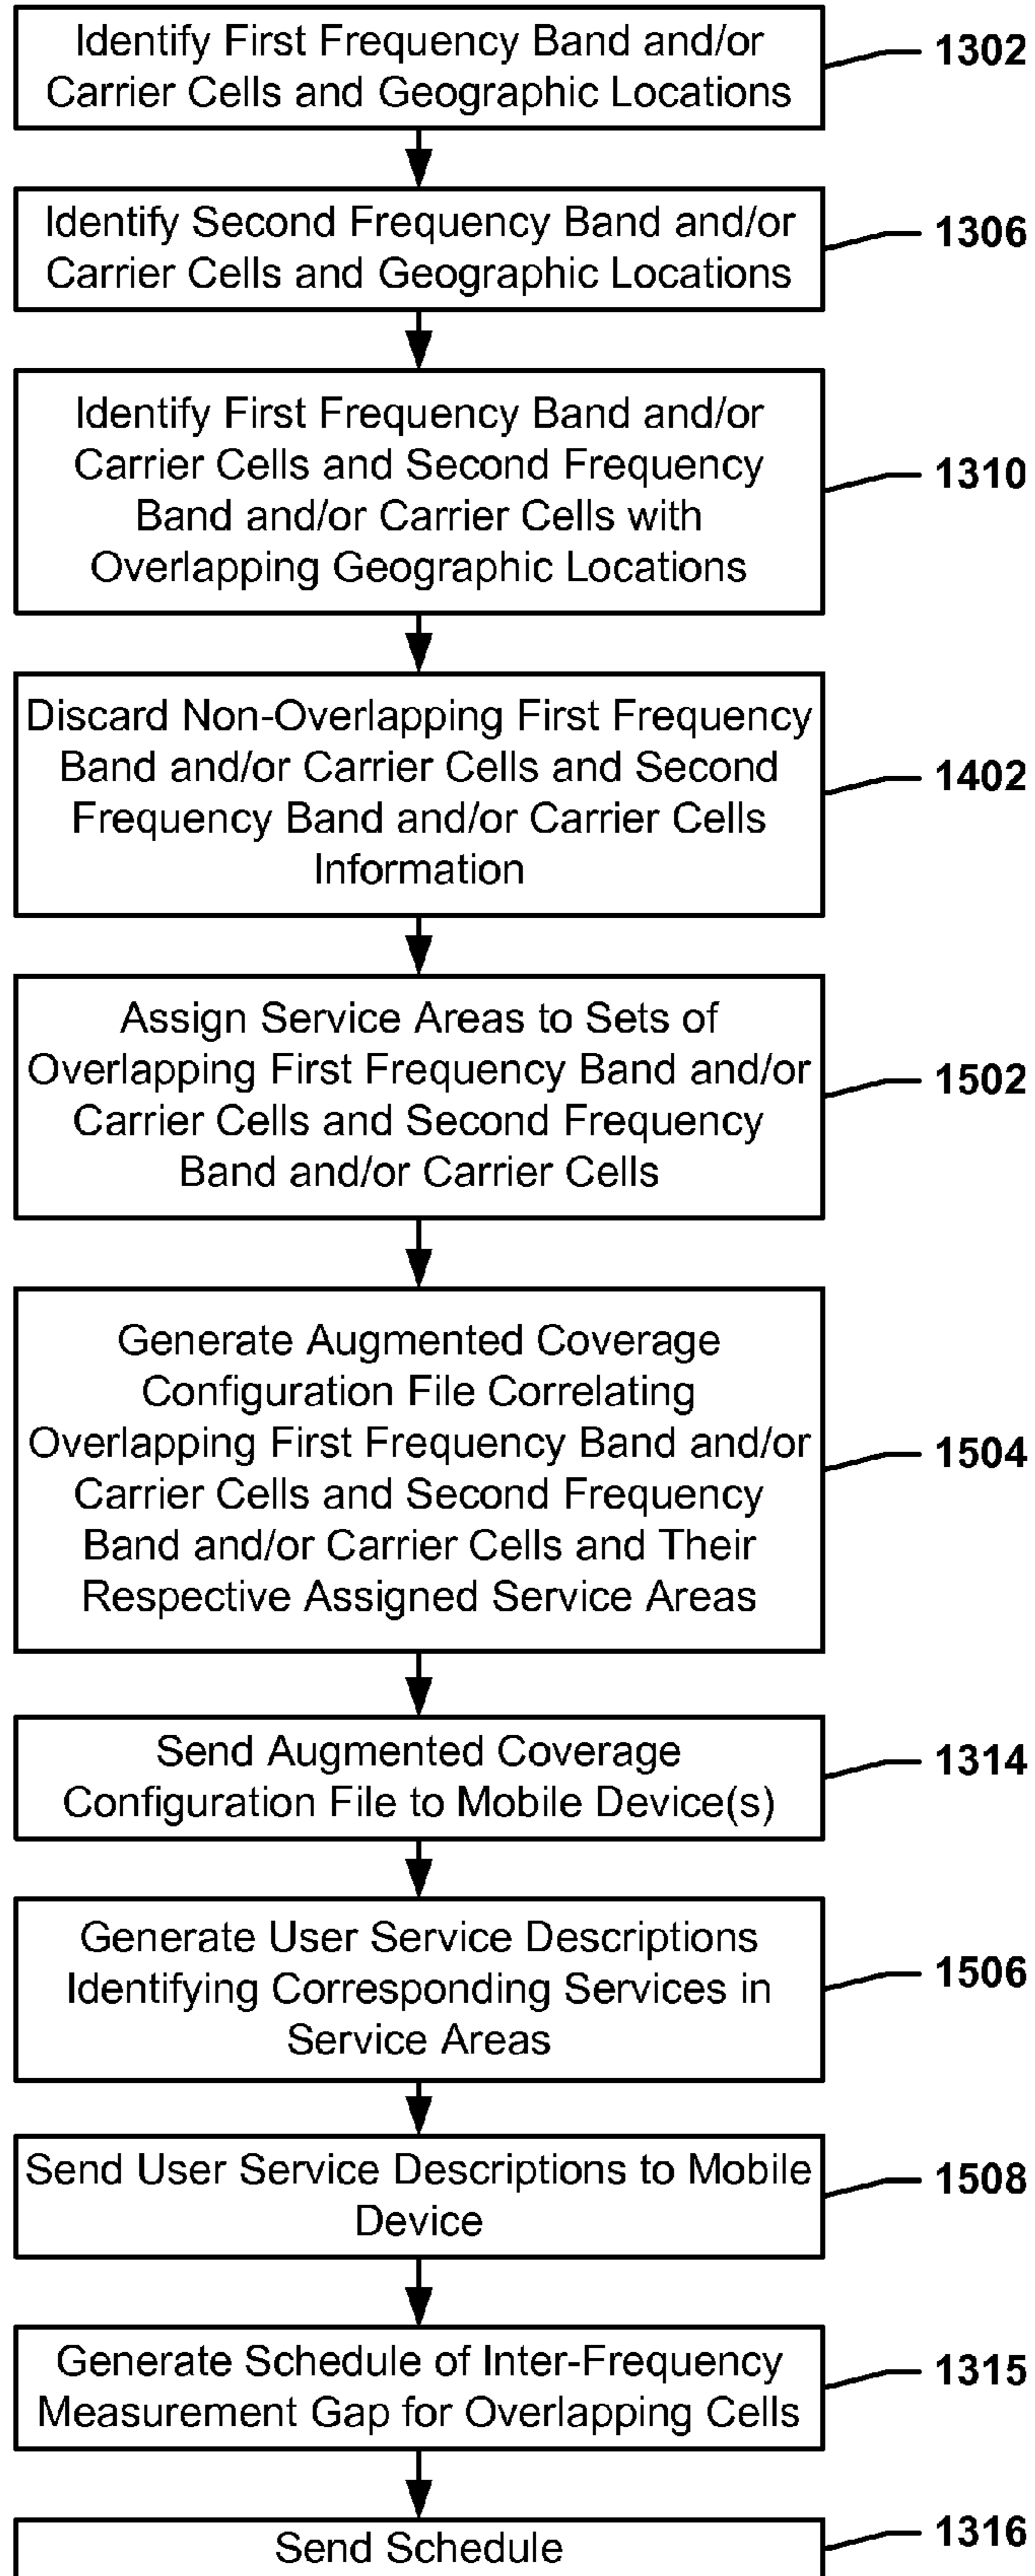 Identify First Frequency Band and/or
Carrier Cells and Geographic Locations
1302
Identify Second Frequency Band and/or
Carrier Cells and Geographic Locations
1306
Identify First Frequency Band and/or
Carrier Cells and Second Frequency
Band and/or Carrier Cells with
Overlapping Geographic Locations
1310
Discard Non-Overlapping First Frequency
Band and/or Carrier Cells and Second
Frequency Band and/or Carrier Cells
Information
1402
Assign Service Areas to Sets of
Overlapping First Frequency Band and/or
Carrier Cells and Second Frequency
Band and/or Carrier Cells
1502
Generate Augmented Coverage
Configuration File Correlating
Overlapping First Frequency Band and/or
Carrier Cells and Second Frequency
Band and/or Carrier Cells and Their
Respective Assigned Service Areas
1504
Send Augmented Coverage
Configuration File to Mobile Device(s)
1314
Generate User Service Descriptions
Identifying Corresponding Services in
Service Areas
1506
Send User Service Descriptions to Mobile
Device
1508
Generate Schedule of Inter-Frequency
Measurement Gap for Overlapping Cells
1315
Send Schedule
1316